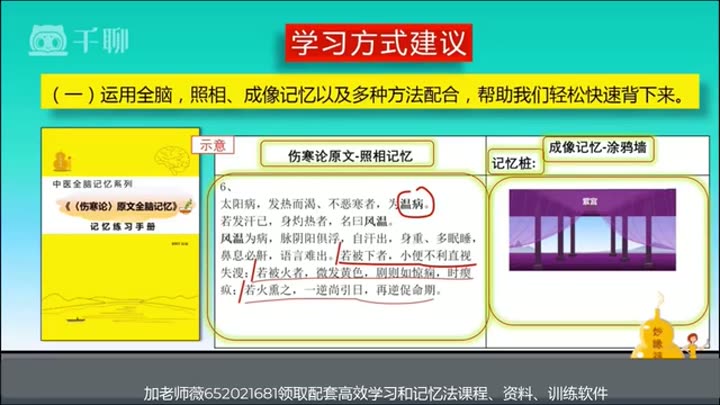 千聊
学习方式建议
（一）运用全脑，照相、成像记忆以及多种方法配合，帮助我们轻松快速背下来。
中医全脑记忆系列
《《伤寒论》原文全脑记忆》
记忆练习手册
示意
伤寒论原文-照相记忆
6、
太阳病，发热而渴、不恶寒者，为温病。
若发汗已，身灼热者，名曰风温。
风温为病，脉阴阳俱浮，自汗出，身重、多眠睡，
鼻息必鼾，语言难出。若被下者，小便不利直视
失溲；若被火者，微发黄色，剧则如惊痫，时瘈
疭；若火熏之，一逆尚引日，再逆促命期。
成像记忆-涂鸦墙
记忆桩:
紫宫
加老师薇652021681领取配套高效学习和记忆法课程、资料、训练软件